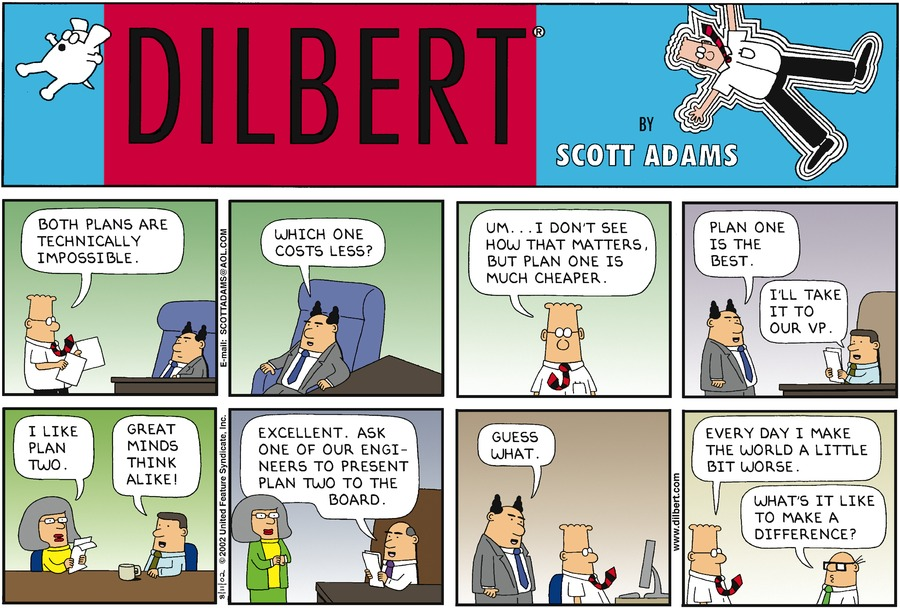 DILBERT®
BY
SCOTT ADAMS
BOTH PLANS ARE
TECHNICALLY
IMPOSSIBLE.
E-mail: SCOTTADAMS@AOL.COM
WHICH ONE
COSTS LESS?
UM...I DON'T SEE
HOW THAT MATTERS,
BUT PLAN ONE IS
MUCH CHEAPER.
PLAN ONE
IS THE
BEST.
I'LL TAKE
IT TO
OUR VP.
I LIKE
PLAN
TWO.
GREAT
MINDS
THINK
ALIKE!
8/11/02 © 2002 United Feature Syndicate, Inc.
EXCELLENT. ASK
ONE OF OUR ENGI-
NEERS TO PRESENT
PLAN TWO TO THE
BOARD.
GUESS
WHAT.
www.dilbert.com
EVERY DAY I MAKE
THE WORLD A LITTLE
BIT WORSE.
WHAT'S IT LIKE
TO MAKE A
DIFFERENCE?